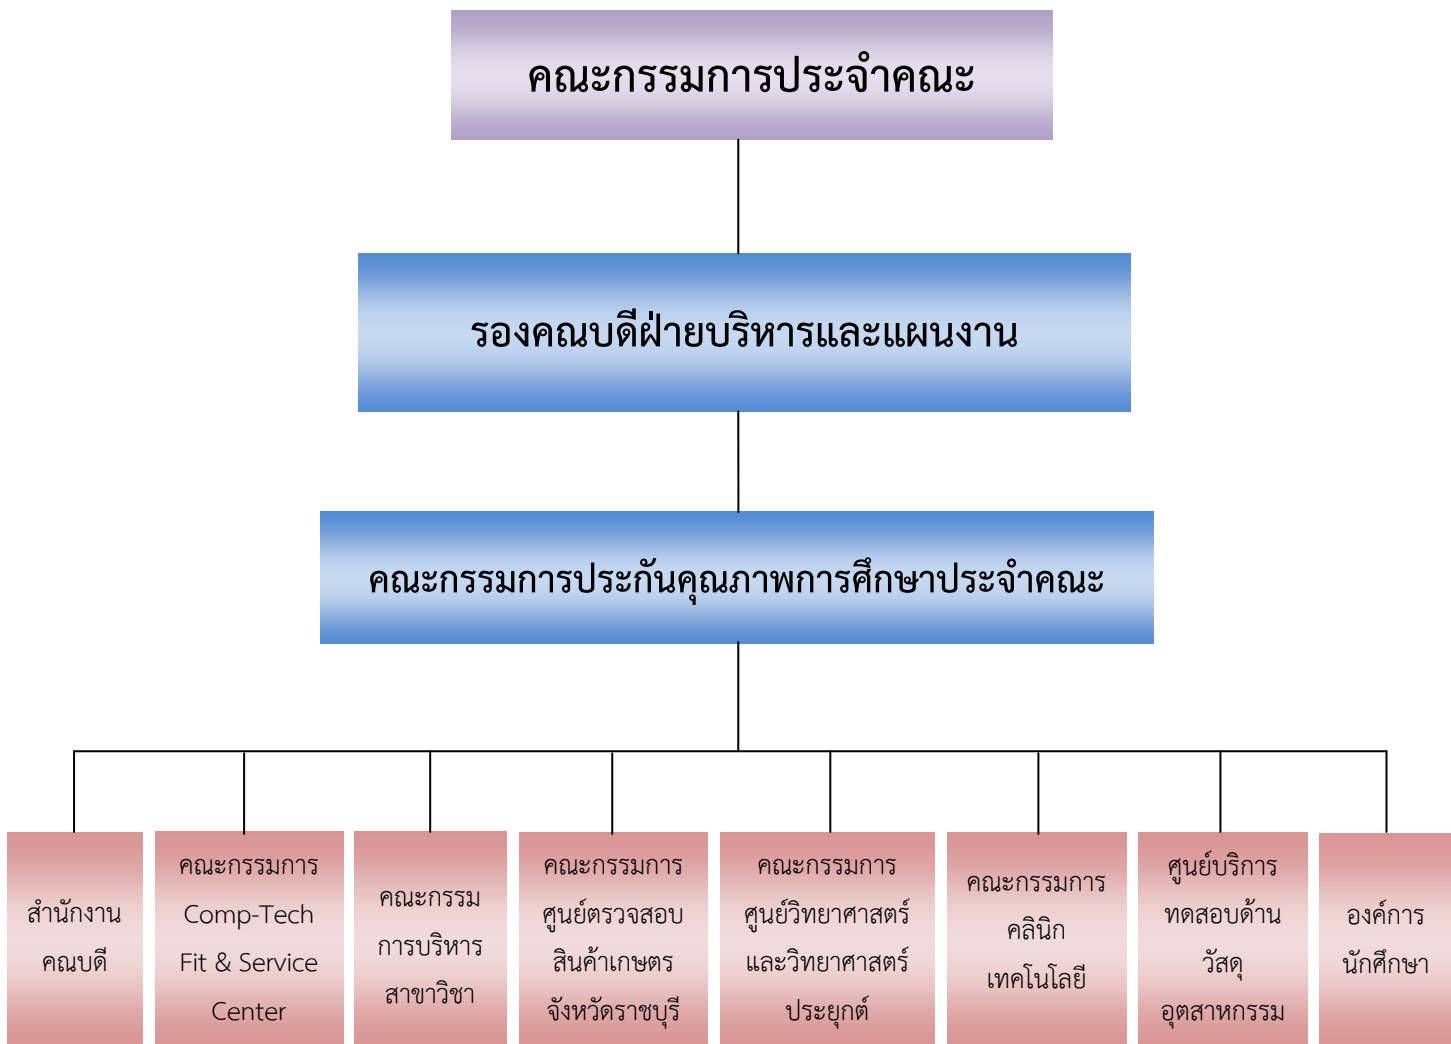 คณะกรรมการประจำคณะ
รองคณบดีฝ่ายบริหารและแผนงาน
คณะกรรมการประกันคุณภาพการศึกษาประจำคณะ
สำนักงาน
คณบดี
คณะกรรมการ
Comp-Tech
Fit & Service
Center
คณะกรรม
การบริหาร
สาขาวิชา
คณะกรรมการ
ศูนย์ตรวจสอบ
สินค้าเกษตร
จังหวัดราชบุรี
คณะกรรมการ
ศูนย์วิทยาศาสตร์
และวิทยาศาสตร์
ประยุกต์
คณะกรรมการ
คลินิก
เทคโนโลยี
ศูนย์บริการ
ทดสอบด้าน
วัสดุ
อุตสาหกรรม
องค์การ
นักศึกษา